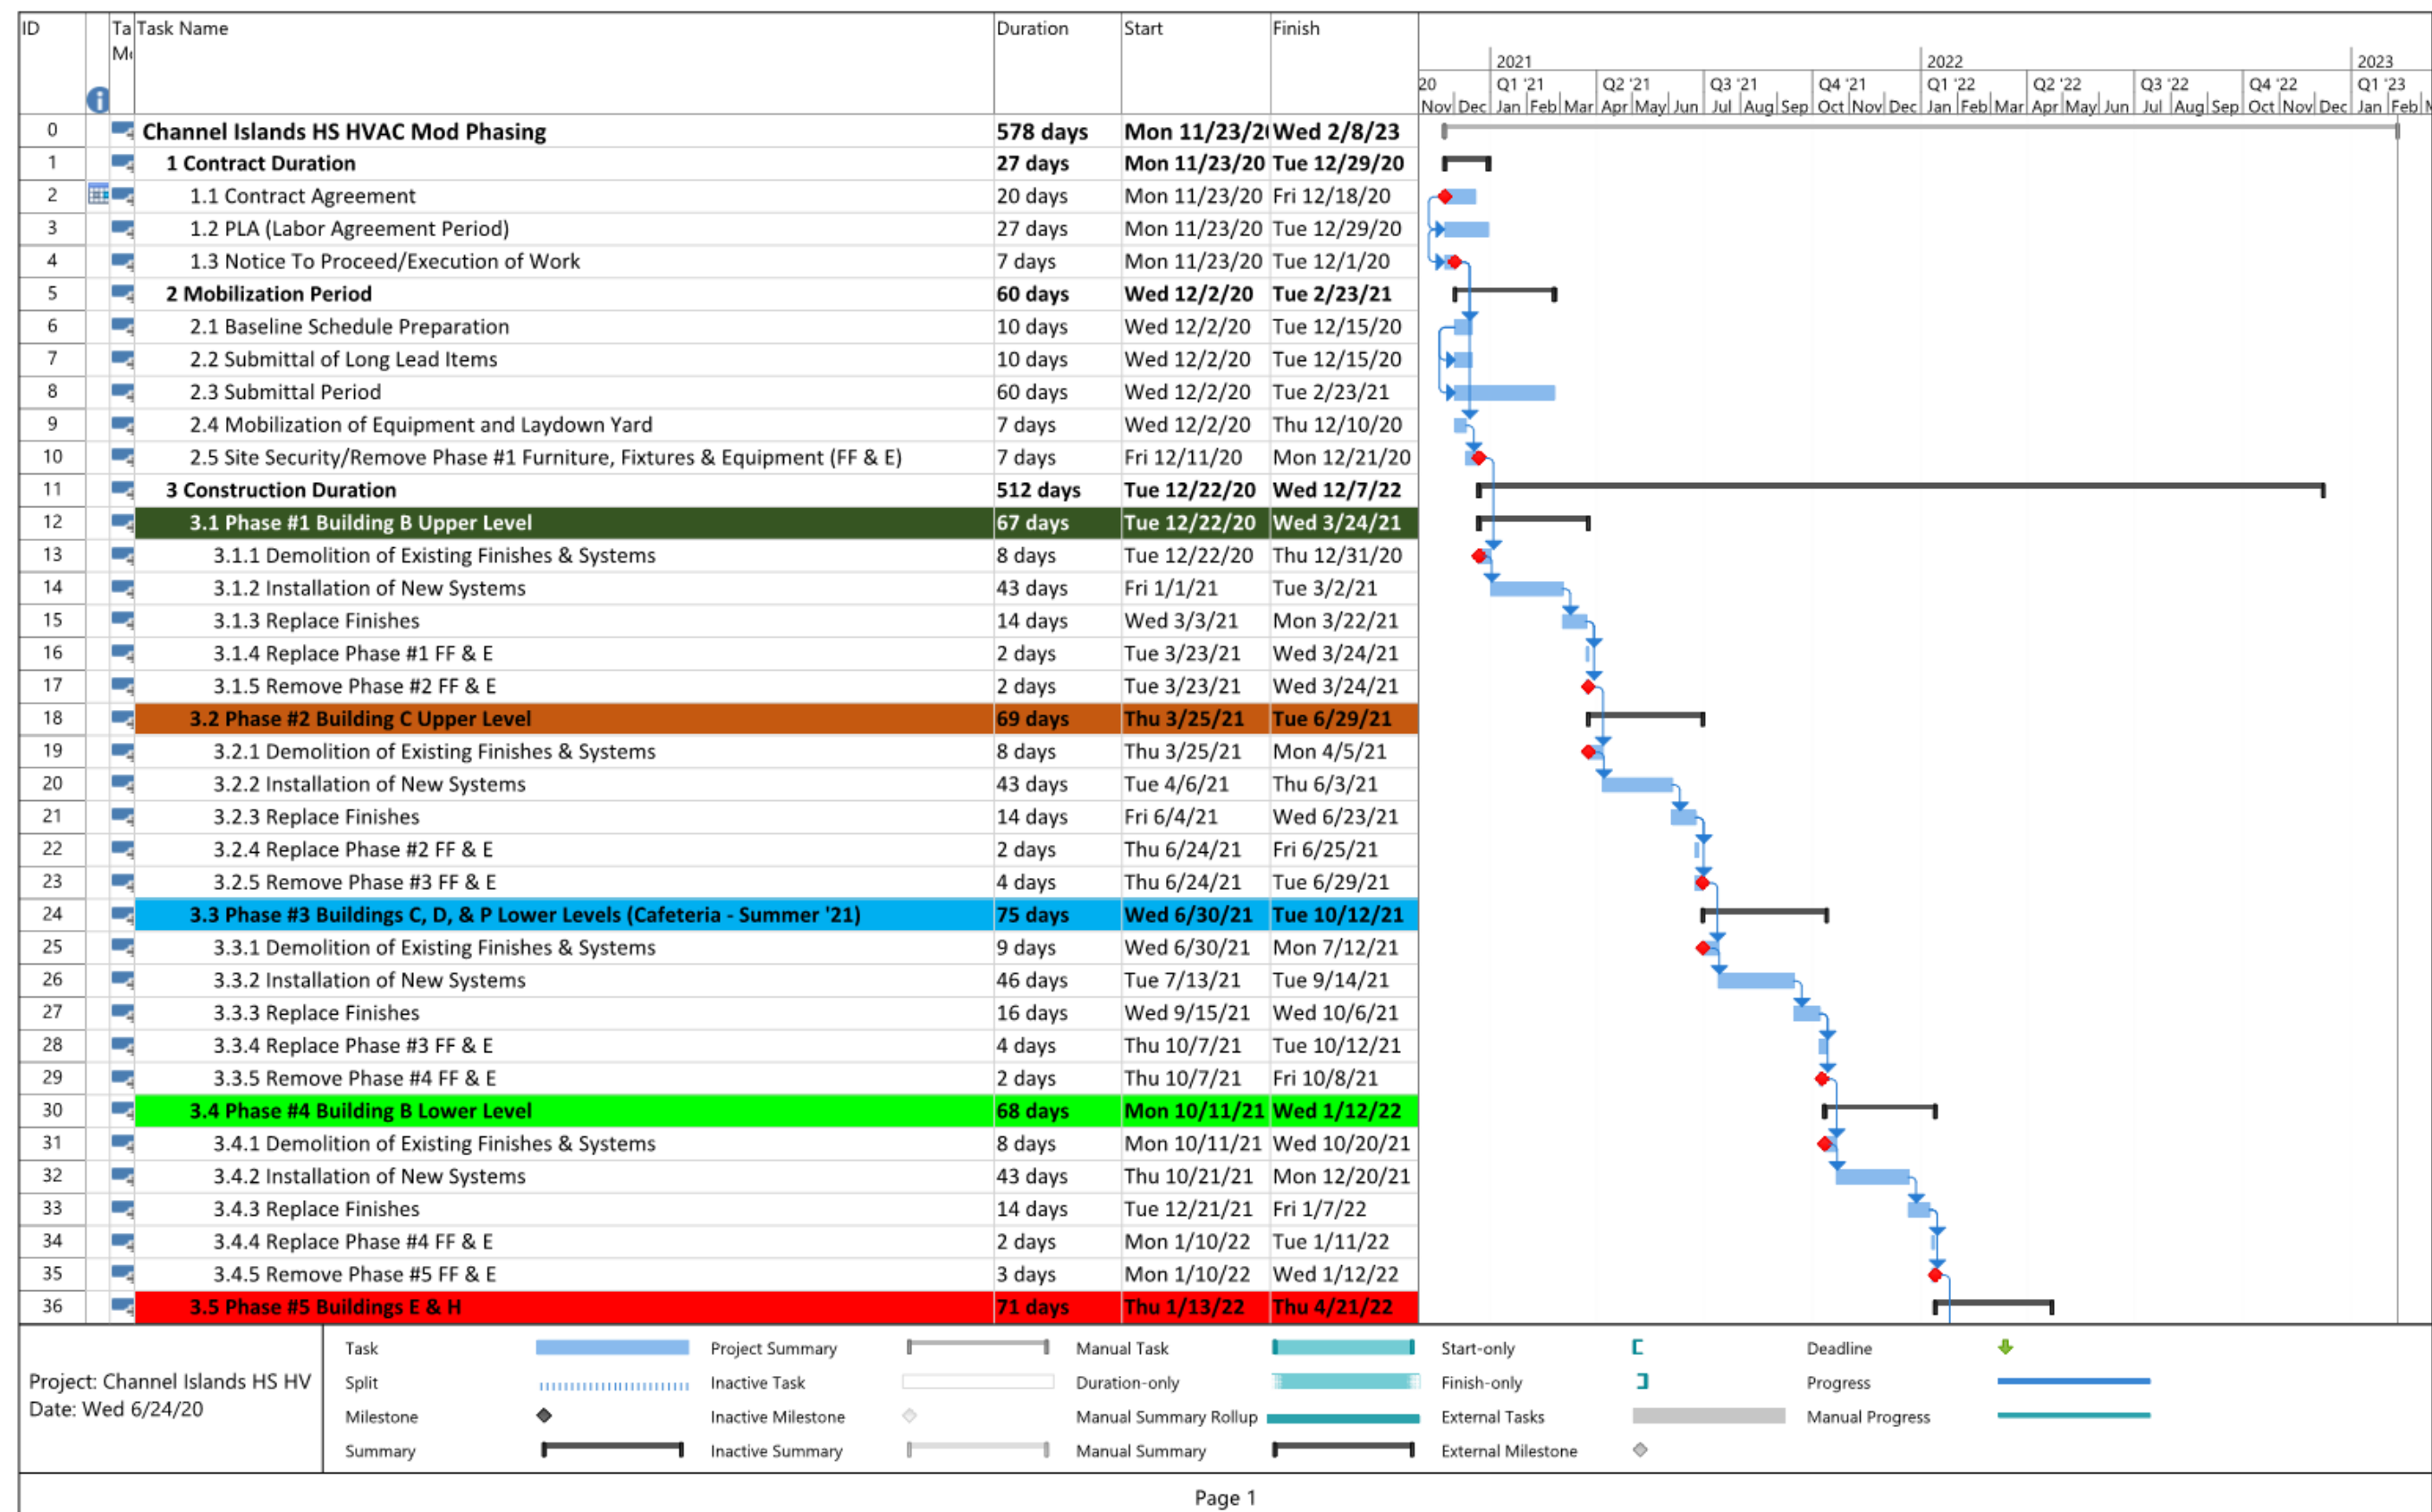 ID Ta Task Name Duration Start Finish
2021 2022 2023
20 Q1 '21 Q2 '21 Q3 '21 Q4 '21 Q1 '22 Q2 '22 Q3 '22 Q4 '22 Q1 '23
Nov Dec Jan Feb Mar Apr May Jun Jul Aug Sep Oct Nov Dec Jan Feb Mar Apr May Jun Jul Aug Sep Oct Nov Dec Jan Feb
0 Channel Islands HS HVAC Mod Phasing 578 days Mon 11/23/20 Wed 2/8/23
1 1 Contract Duration 27 days Mon 11/23/20 Tue 12/29/20
2 1.1 Contract Agreement 20 days Mon 11/23/20 Fri 12/18/20
3 1.2 PLA (Labor Agreement Period) 27 days Mon 11/23/20 Tue 12/29/20
4 1.3 Notice To Proceed/Execution of Work 7 days Mon 11/23/20 Tue 12/1/20
5 2 Mobilization Period 60 days Wed 12/2/20 Tue 2/23/21
6 2.1 Baseline Schedule Preparation 10 days Wed 12/2/20 Tue 12/15/20
7 2.2 Submittal of Long Lead Items 10 days Wed 12/2/20 Tue 12/15/20
8 2.3 Submittal Period 60 days Wed 12/2/20 Tue 2/23/21
9 2.4 Mobilization of Equipment and Laydown Yard 7 days Wed 12/2/20 Thu 12/10/20
10 2.5 Site Security/Remove Phase #1 Furniture, Fixtures & Equipment (FF & E) 7 days Fri 12/11/20 Mon 12/21/20
11 3 Construction Duration 512 days Tue 12/22/20 Wed 12/7/22
12 3.1 Phase #1 Building B Upper Level 67 days Tue 12/22/20 Wed 3/24/21
13 3.1.1 Demolition of Existing Finishes & Systems 8 days Tue 12/22/20 Thu 12/31/20
14 3.1.2 Installation of New Systems 43 days Fri 1/1/21 Tue 3/2/21
15 3.1.3 Replace Finishes 14 days Wed 3/3/21 Mon 3/22/21
16 3.1.4 Replace Phase #1 FF & E 2 days Tue 3/23/21 Wed 3/24/21
17 3.1.5 Remove Phase #2 FF & E 2 days Tue 3/23/21 Wed 3/24/21
18 3.2 Phase #2 Building C Upper Level 69 days Thu 3/25/21 Tue 6/29/21
19 3.2.1 Demolition of Existing Finishes & Systems 8 days Thu 3/25/21 Mon 4/5/21
20 3.2.2 Installation of New Systems 43 days Tue 4/6/21 Thu 6/3/21
21 3.2.3 Replace Finishes 14 days Fri 6/4/21 Wed 6/23/21
22 3.2.4 Replace Phase #2 FF & E 2 days Thu 6/24/21 Fri 6/25/21
23 3.2.5 Remove Phase #3 FF & E 4 days Thu 6/24/21 Tue 6/29/21
24 3.3 Phase #3 Buildings C, D, & P Lower Levels (Cafeteria - Summer '21) 75 days Wed 6/30/21 Tue 10/12/21
25 3.3.1 Demolition of Existing Finishes & Systems 9 days Wed 6/30/21 Mon 7/12/21
26 3.3.2 Installation of New Systems 46 days Tue 7/13/21 Tue 9/14/21
27 3.3.3 Replace Finishes 16 days Wed 9/15/21 Wed 10/6/21
28 3.3.4 Replace Phase #3 FF & E 4 days Thu 10/7/21 Tue 10/12/21
29 3.3.5 Remove Phase #4 FF & E 2 days Thu 10/7/21 Fri 10/8/21
30 3.4 Phase #4 Building B Lower Level 68 days Mon 10/11/21 Wed 1/12/22
31 3.4.1 Demolition of Existing Finishes & Systems 8 days Mon 10/11/21 Wed 10/20/21
32 3.4.2 Installation of New Systems 43 days Thu 10/21/21 Mon 12/20/21
33 3.4.3 Replace Finishes 14 days Tue 12/21/21 Fri 1/7/22
34 3.4.4 Replace Phase #4 FF & E 2 days Mon 1/10/22 Tue 1/11/22
35 3.4.5 Remove Phase #5 FF & E 3 days Mon 1/10/22 Wed 1/12/22
36 3.5 Phase #5 Buildings E & H 71 days Thu 1/13/22 Thu 4/21/22
Project: Channel Islands HS HV
Date: Wed 6/24/20
Task Project Summary Manual Task Start-only Deadline
Split Inactive Task Duration-only Finish-only Progress
Milestone Inactive Milestone Manual Summary Rollup External Tasks Manual Progress
Summary Inactive Summary Manual Summary External Milestone
Page 1